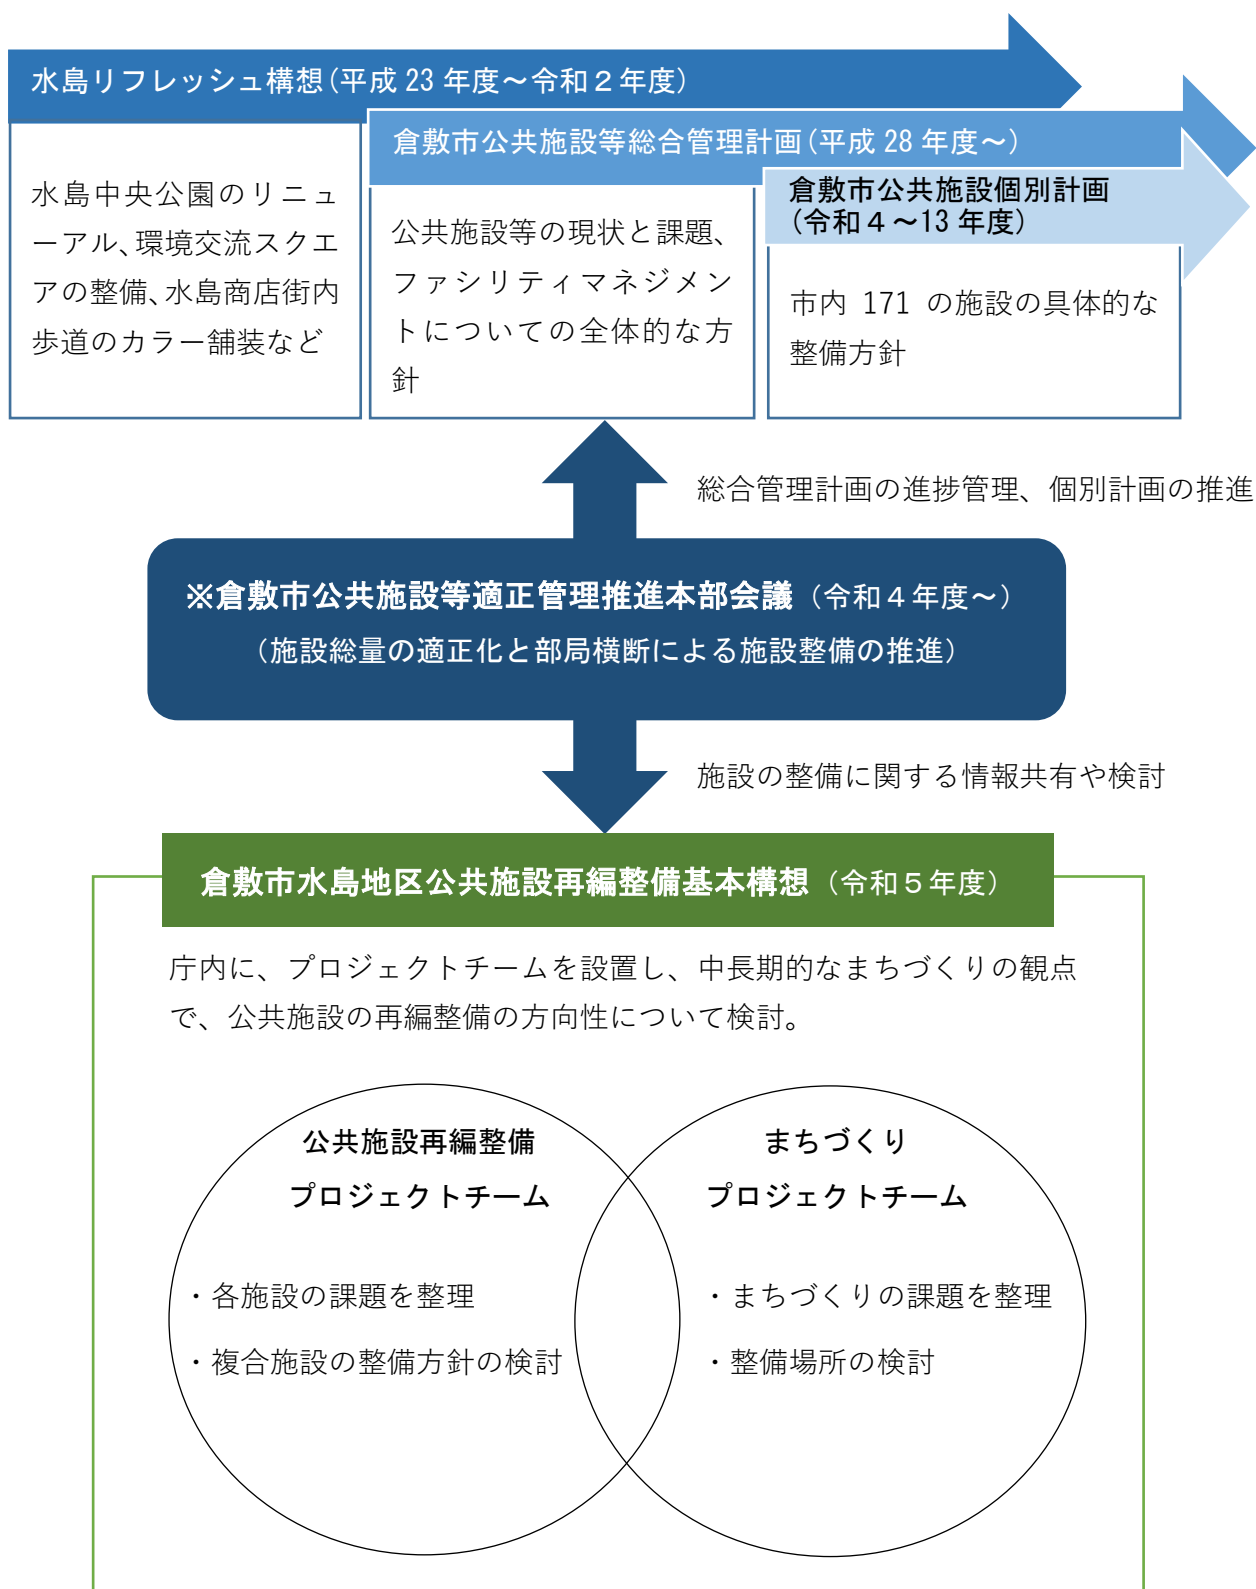 水島リフレッシュ構想(平成 23 年度～令和２年度)
倉敷市公共施設等総合管理計画(平成 28 年度～)
倉敷市公共施設個別計画
(令和４～13 年度)
水島中央公園のリニュ
ーアル、環境交流スクエ
アの整備、水島商店街内
歩道のカラー舗装など
公共施設等の現状と課題、
ファシリティマネジメン
トについての全体的な方
針
市内 171 の施設の具体的な
整備方針
総合管理計画の進捗管理、個別計画の推進
※倉敷市公共施設等適正管理推進本部会議（令和４年度～）
（施設総量の適正化と部局横断による施設整備の推進）
施設の整備に関する情報共有や検討
倉敷市水島地区公共施設再編整備基本構想（令和５年度）
庁内に、プロジェクトチームを設置し、中長期的なまちづくりの観点
で、公共施設の再編整備の方向性について検討。
公共施設再編整備
プロジェクトチーム
・各施設の課題を整理
・複合施設の整備方針の検討
まちづくり
プロジェクトチーム
・まちづくりの課題を整理
・整備場所の検討